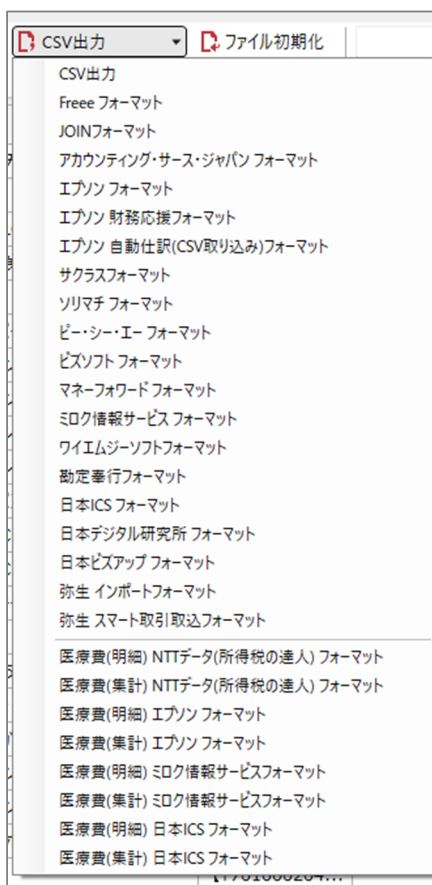 CSV出力
ファイル初期化
CSV出力
Freee フォーマット
JOINフォーマット
アカウンティング・サース・ジャパン フォーマット
エプソン フォーマット
エプソン 財務応援フォーマット
エプソン 自動仕訳(CSV取り込み)フォーマット
サクラスフォーマット
ソリマチ フォーマット
ピー・シー・エー フォーマット
ビズソフト フォーマット
マネーフォワード フォーマット
ミロク情報サービス フォーマット
ワイエムジーソフトフォーマット
勘定奉行フォーマット
日本ICS フォーマット
日本デジタル研究所 フォーマット
日本ビズアップ フォーマット
弥生 インポートフォーマット
弥生 スマート取引取込フォーマット
医療費(明細) NTTデータ(所得税の達人) フォーマット
医療費(集計) NTTデータ(所得税の達人) フォーマット
医療費(明細) エプソン フォーマット
医療費(集計) エプソン フォーマット
医療費(明細) ミロク情報サービスフォーマット
医療費(集計) ミロク情報サービスフォーマット
医療費(明細) 日本ICS フォーマット
医療費(集計) 日本ICS フォーマット